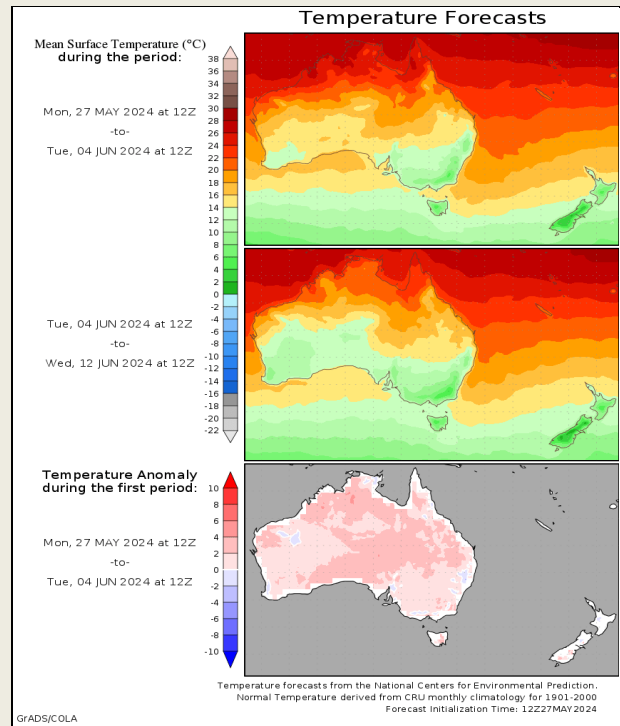 Temperature Forecasts
Mean Surface Temperature (°C)
during the period:
38
36
34
32
30
28
26
24
22
20
18
16
14
12
10
8
6
4
2
0
-2
-4
-6
-8
-10
-12
-14
-16
-18
-20
-22
Mon, 27 MAY 2024 at 12Z
-to-
Tue, 04 JUN 2024 at 12Z
Tue, 04 JUN 2024 at 12Z
-to-
Wed, 12 JUN 2024 at 12Z
Temperature Anomaly
during the first period:
10
8
6
4
2
0
-2
-4
-6
-8
-10
Mon, 27 MAY 2024 at 12Z
-to-
Tue, 04 JUN 2024 at 12Z
Temperature forecasts from the National Centers for Environmental Prediction.
Normal Temperature derived from CRU monthly climatology for 1901-2000
Forecast Initialization Time: 12Z27MAY2024
GrADS/COLA